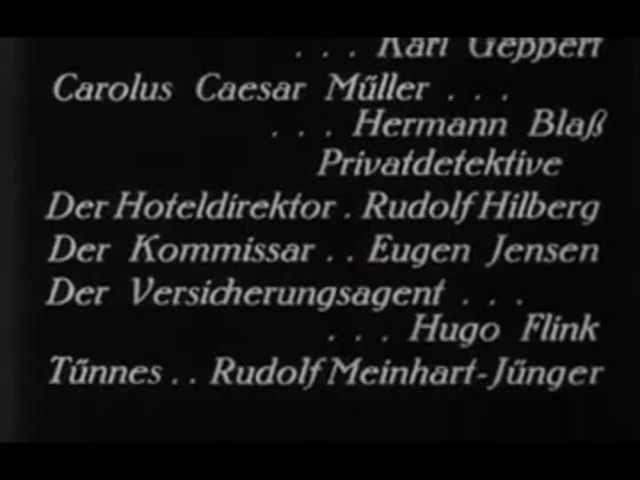 . . . Karl Geppert
Carolus Caesar Müller . . .
. . . Hermann Blaß
Privatdetektive
Der Hoteldirektor . Rudolf Hilberg
Der Kommissar . . Eugen Jensen
Der Versicherungsagent . . .
. . . Hugo Flink
Tünnes . . Rudolf Meinhart-Jünger